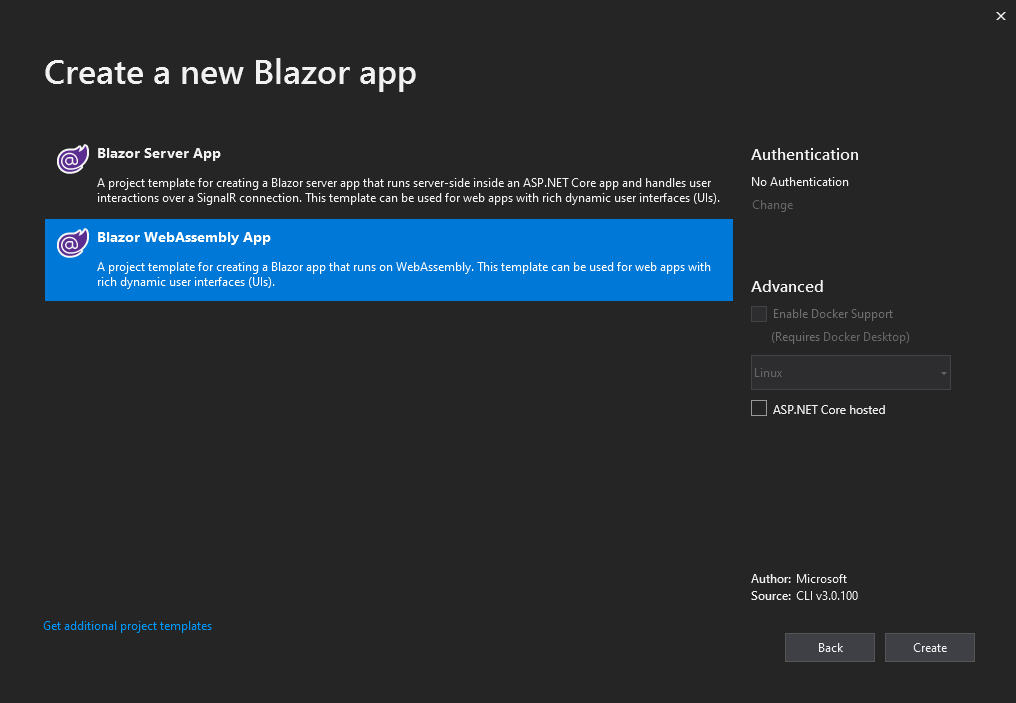 Create a new Blazor app
Blazor Server App
A project template for creating a Blazor server app that runs server-side inside an ASP.NET Core app and handles user
interactions over a SignalR connection. This template can be used for web apps with rich dynamic user interfaces (UIs).
Blazor WebAssembly App
A project template for creating a Blazor app that runs on WebAssembly. This template can be used for web apps with
rich dynamic user interfaces (UIs).
Authentication
No Authentication
Change
Advanced
Enable Docker Support
(Requires Docker Desktop)
Linux
ASP.NET Core hosted
Author: Microsoft
Source: CLI v3.0.100
Get additional project templates
Back
Create